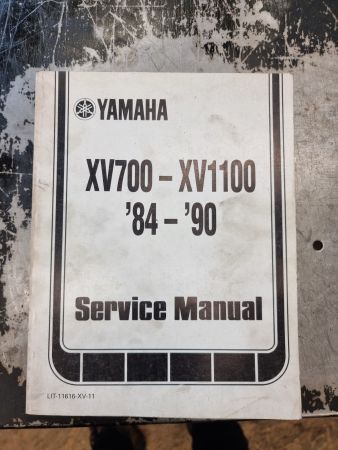 YAMAHA
XV700 – XV1100
’84 – ’90
Service Manual
LIT-11616-XV-11